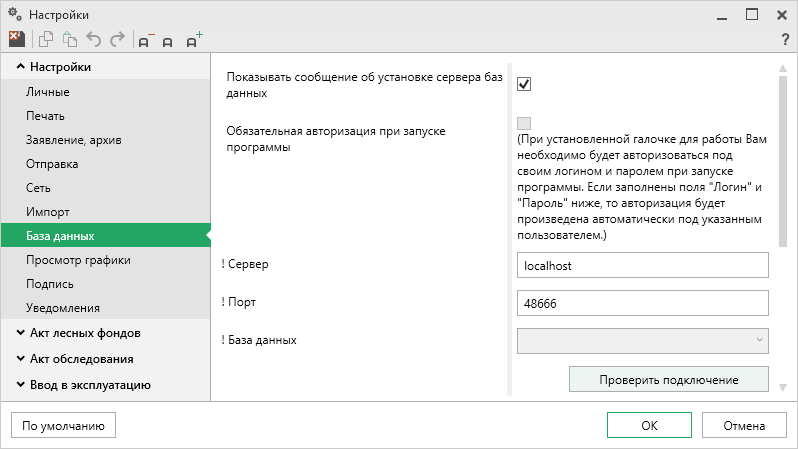 Настройки
?
Настройки
Личные
Печать
Заявление, архив
Отправка
Сеть
Импорт
База данных
Просмотр графики
Подпись
Уведомления
Акт лесных фондов
Акт обследования
Ввод в эксплуатацию
Показывать сообщение об установке сервера баз
данных
Обязательная авторизация при запуске
программы
(При установленной галочке для работы Вам
необходимо будет авторизоваться под
своим логином и паролем при запуске
программы. Если заполнены поля "Логин" и
"Пароль" ниже, то авторизация будет
произведена автоматически под указанным
пользователем.)
! Сервер
localhost
! Порт
48666
! База данных
Проверить подключение
По умолчанию
ОК
Отмена